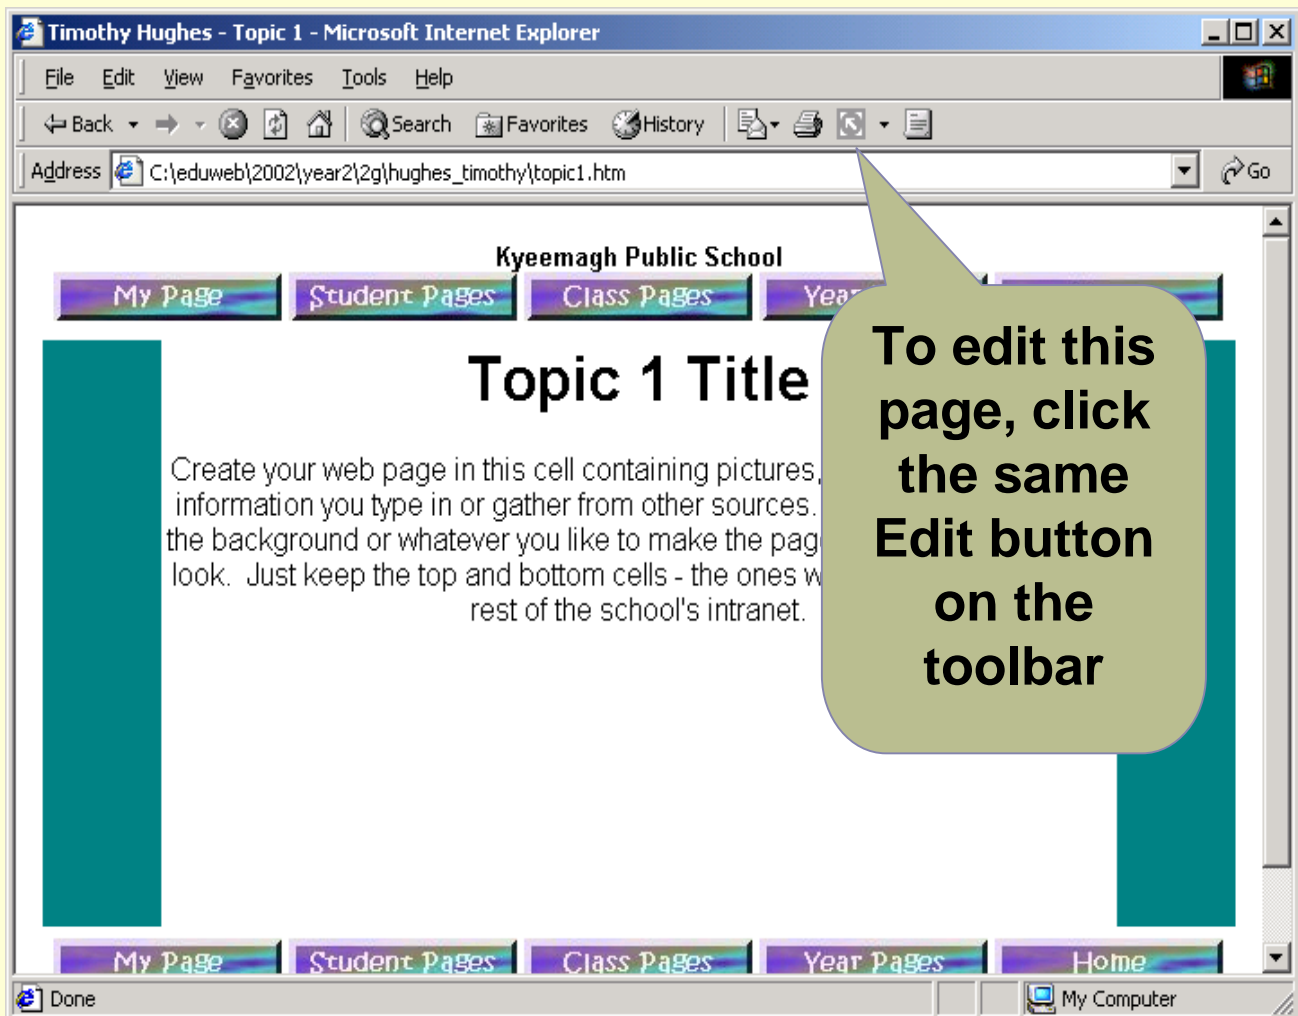 Timothy Hughes - Topic 1 - Microsoft Internet Explorer
File Edit View Favorites Tools Help
Back Search Favorites History
Address C:\eduweb\2002\year2\2g\hughes_timothy\topic1.htm Go
Kyeemagh Public School
My Page Student Pages Class Pages Year
Topic 1 Title
Create your web page in this cell containing pictures,
information you type in or gather from other sources.
the background or whatever you like to make the
look. Just keep the top and bottom cells - the ones
rest of the school's intranet.
To edit this
page, click
the same
Edit button
on the
toolbar
My Page Student Pages Class Pages Year Pages Home
Done My Computer